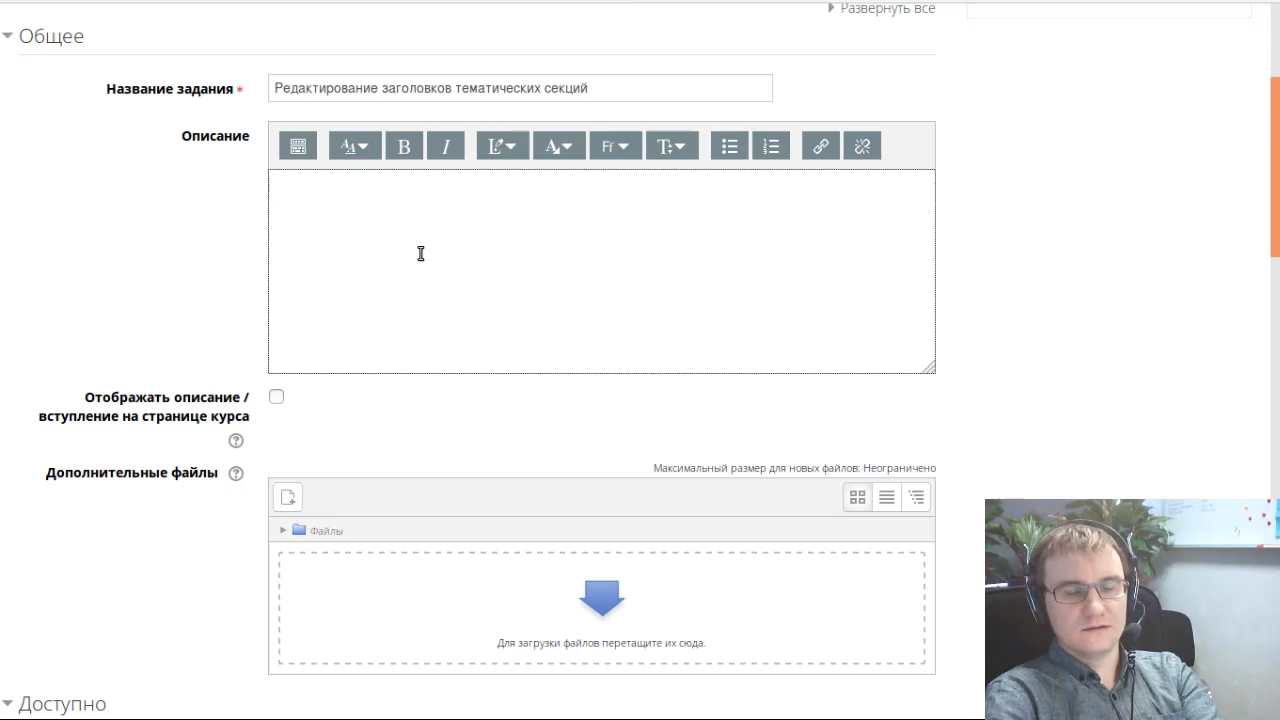 Развернуть все
Общее
Название задания *
Редактирование заголовков тематических секций
Описание
Отображать описание /
вступление на странице курса
Дополнительные файлы
Максимальный размер для новых файлов: Неограничено
Файлы
Для загрузки файлов перетащите их сюда.
Доступно